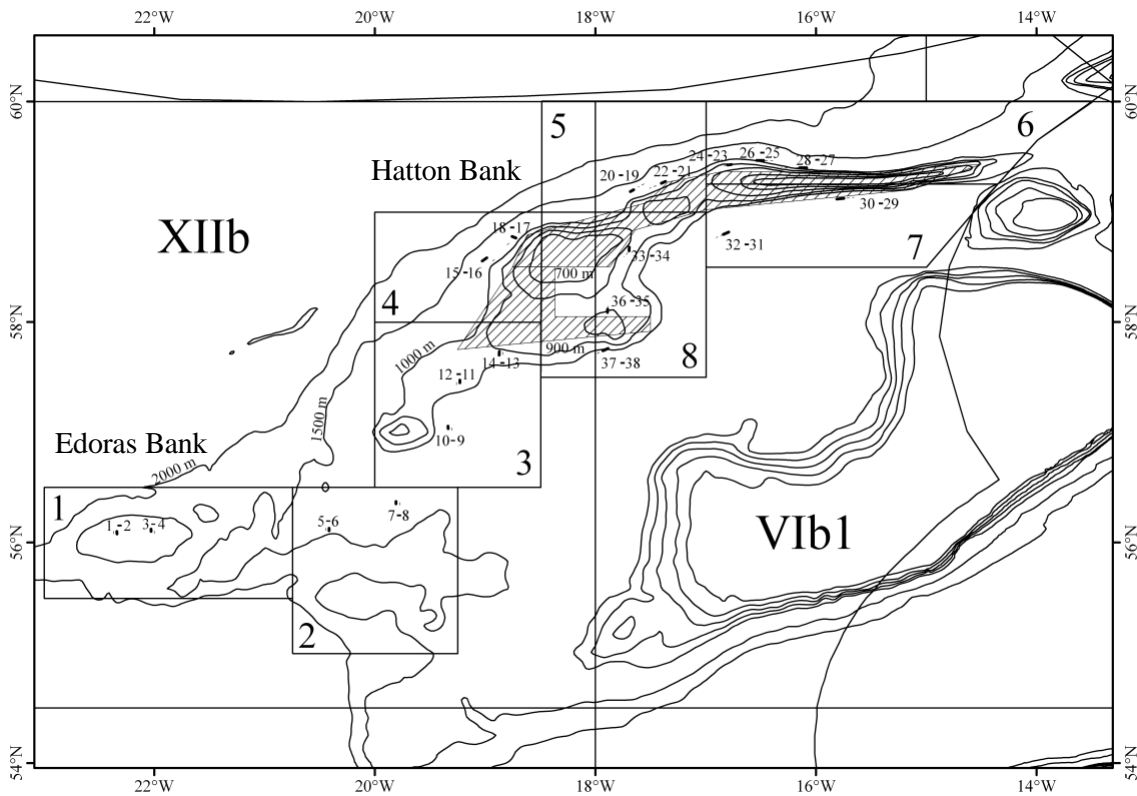 22°W 20°W 18°W 16°W 14°W
60°N 60°N
5 6
24-23 26-25
28-27
Hatton Bank
20-19 22-21
30-29
18-17
XIIb
32-31
33-34
7
15-16
700 m
4
36-35
58°N 58°N
8
1000 m
900 m
14-13
37-38
12-11
Edoras Bank
1500 m
10-9
3
2000 m
1
7-8
1-2 3-4
5-6
VIb1
56°N 56°N
2
54°N 54°N
22°W 20°W 18°W 16°W 14°W